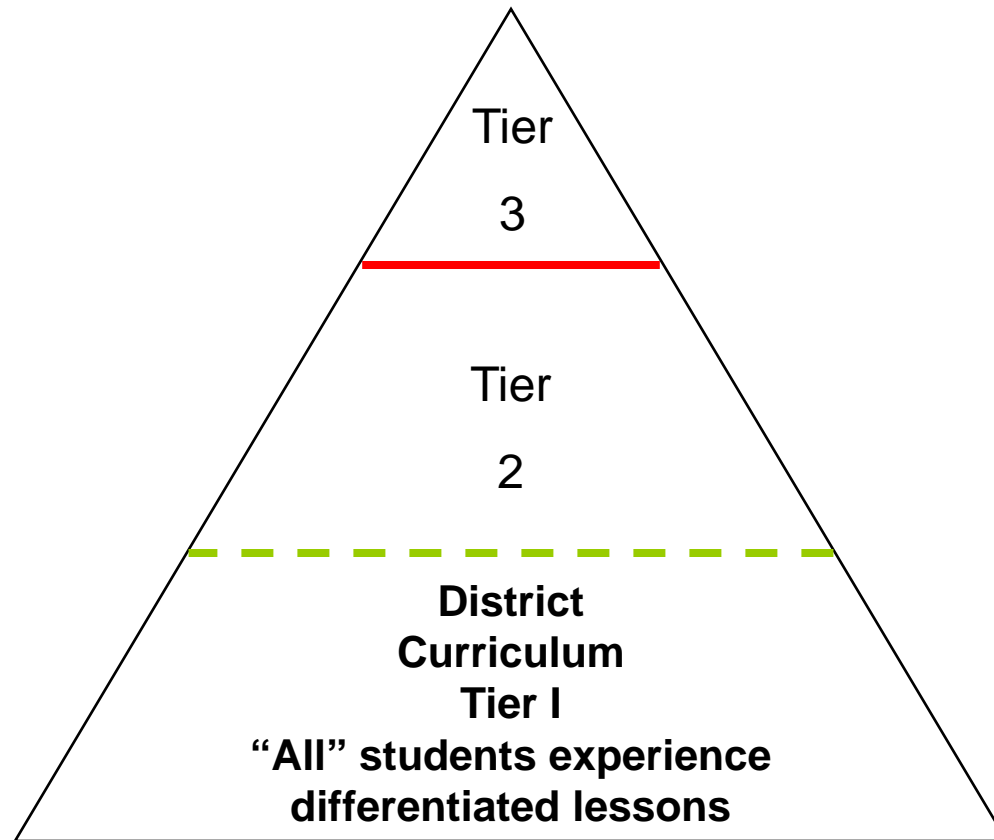 Tier
3
Tier
2
District
Curriculum
Tier I
“All” students experience
differentiated lessons